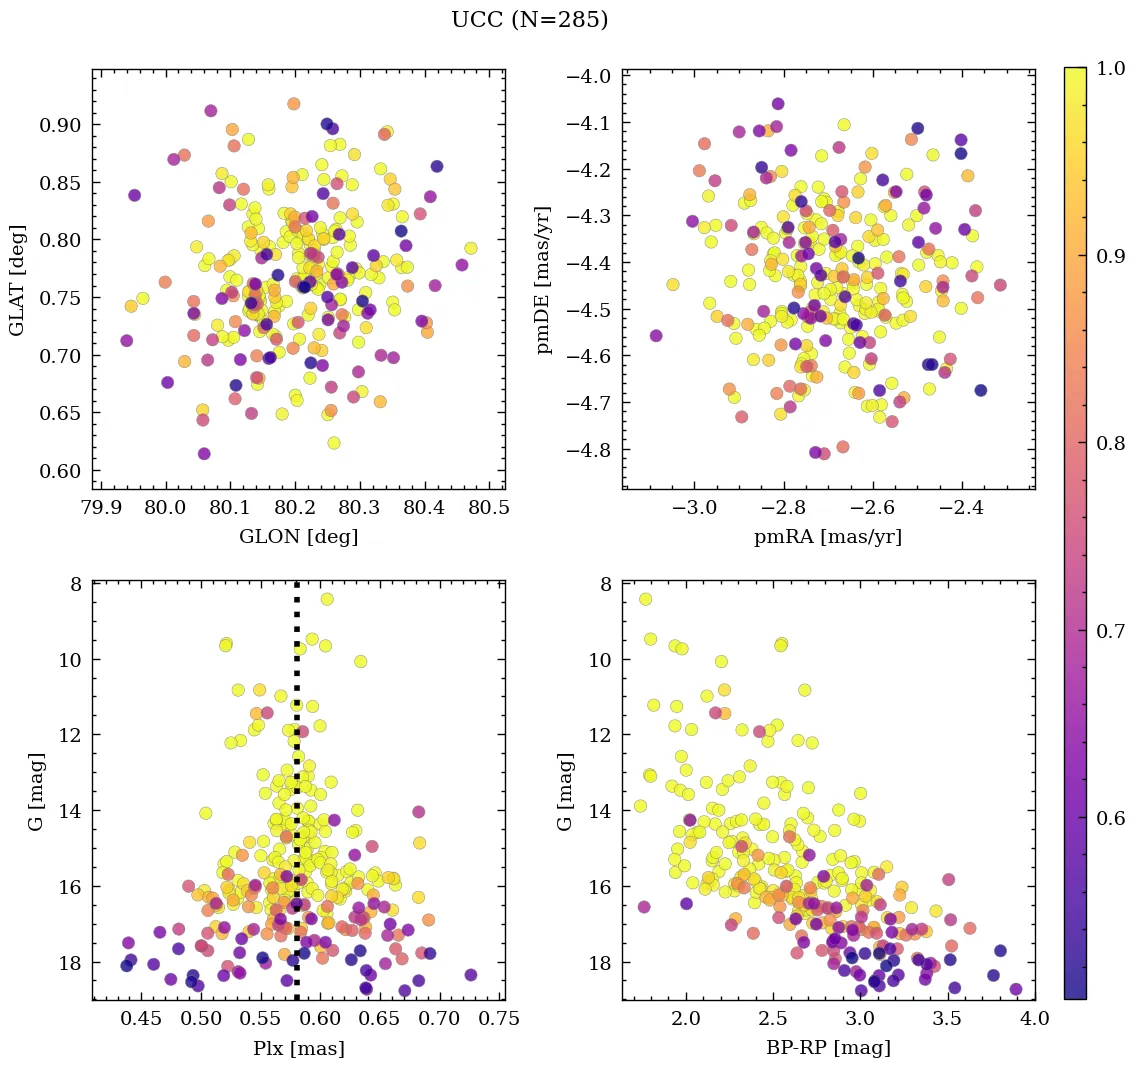 UCC (N=285)
0.90
0.85
0.80
0.75
0.70
0.65
0.60
GLAT [deg]
79.9 80.0 80.1 80.2 80.3 80.4 80.5
GLON [deg]
−4.0
−4.1
−4.2
−4.3
−4.4
−4.5
−4.6
−4.7
−4.8
pmDE [mas/yr]
−3.0 −2.8 −2.6 −2.4
pmRA [mas/yr]
8
10
12
14
16
18
G [mag]
0.45 0.50 0.55 0.60 0.65 0.70 0.75
Plx [mas]
8
10
12
14
16
18
G [mag]
2.0 2.5 3.0 3.5 4.0
BP-RP [mag]
1.0
0.9
0.8
0.7
0.6